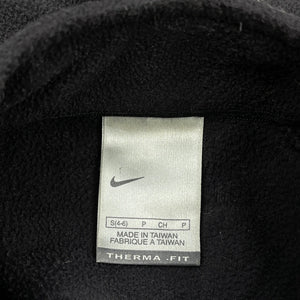 S(4-6) P CH P
MADE IN TAIWAN
FABRIQUÉ A TAIWAN
THERMA.FIT